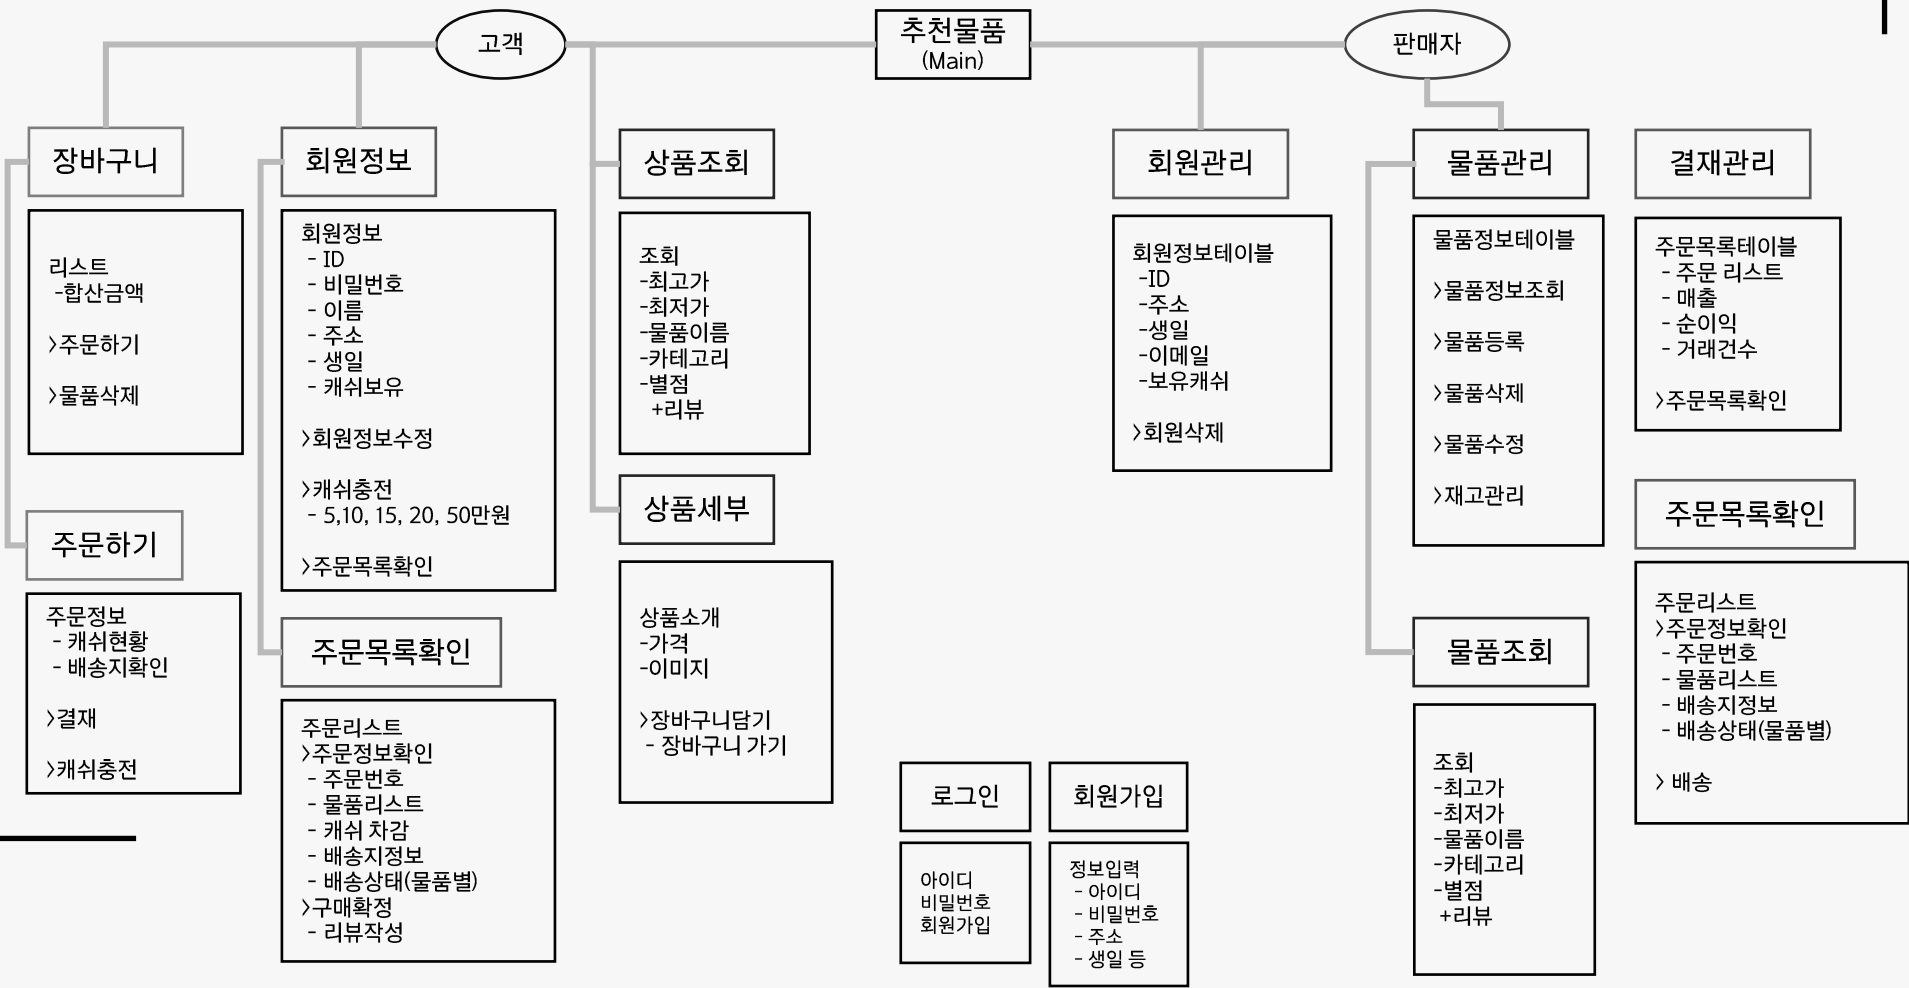 고객
추천물품
(Main)
판매자
장바구니
리스트
-합산금액
>주문하기
>물품삭제
주문하기
주문정보
- 캐쉬현황
- 배송지확인
>결재
>캐쉬충전
회원정보
회원정보
- ID
- 비밀번호
- 이름
- 주소
- 생일
- 캐쉬보유
>회원정보수정
>캐쉬충전
- 5,10, 15, 20, 50만원
>주문목록확인
주문목록확인
주문리스트
>주문정보확인
- 주문번호
- 물품리스트
- 캐쉬 차감
- 배송지정보
- 배송상태(물품별)
>구매확정
- 리뷰작성
상품조회
조회
-최고가
-최저가
-물품이름
-카테고리
-별점
+리뷰
상품세부
상품소개
-가격
-이미지
>장바구니담기
- 장바구니 가기
로그인
아이디
비밀번호
회원가입
회원가입
정보입력
- 아이디
- 비밀번호
- 주소
- 생일 등
회원관리
회원정보테이블
-ID
-주소
-생일
-이메일
-보유캐쉬
>회원삭제
물품관리
물품정보테이블
>물품정보조회
>물품등록
>물품삭제
>물품수정
>재고관리
물품조회
조회
-최고가
-최저가
-물품이름
-카테고리
-별점
+리뷰
결재관리
주문목록테이블
- 주문 리스트
- 매출
- 순이익
- 거래건수
>주문목록확인
주문목록확인
주문리스트
>주문정보확인
- 주문번호
- 물품리스트
- 배송지정보
- 배송상태(물품별)
> 배송